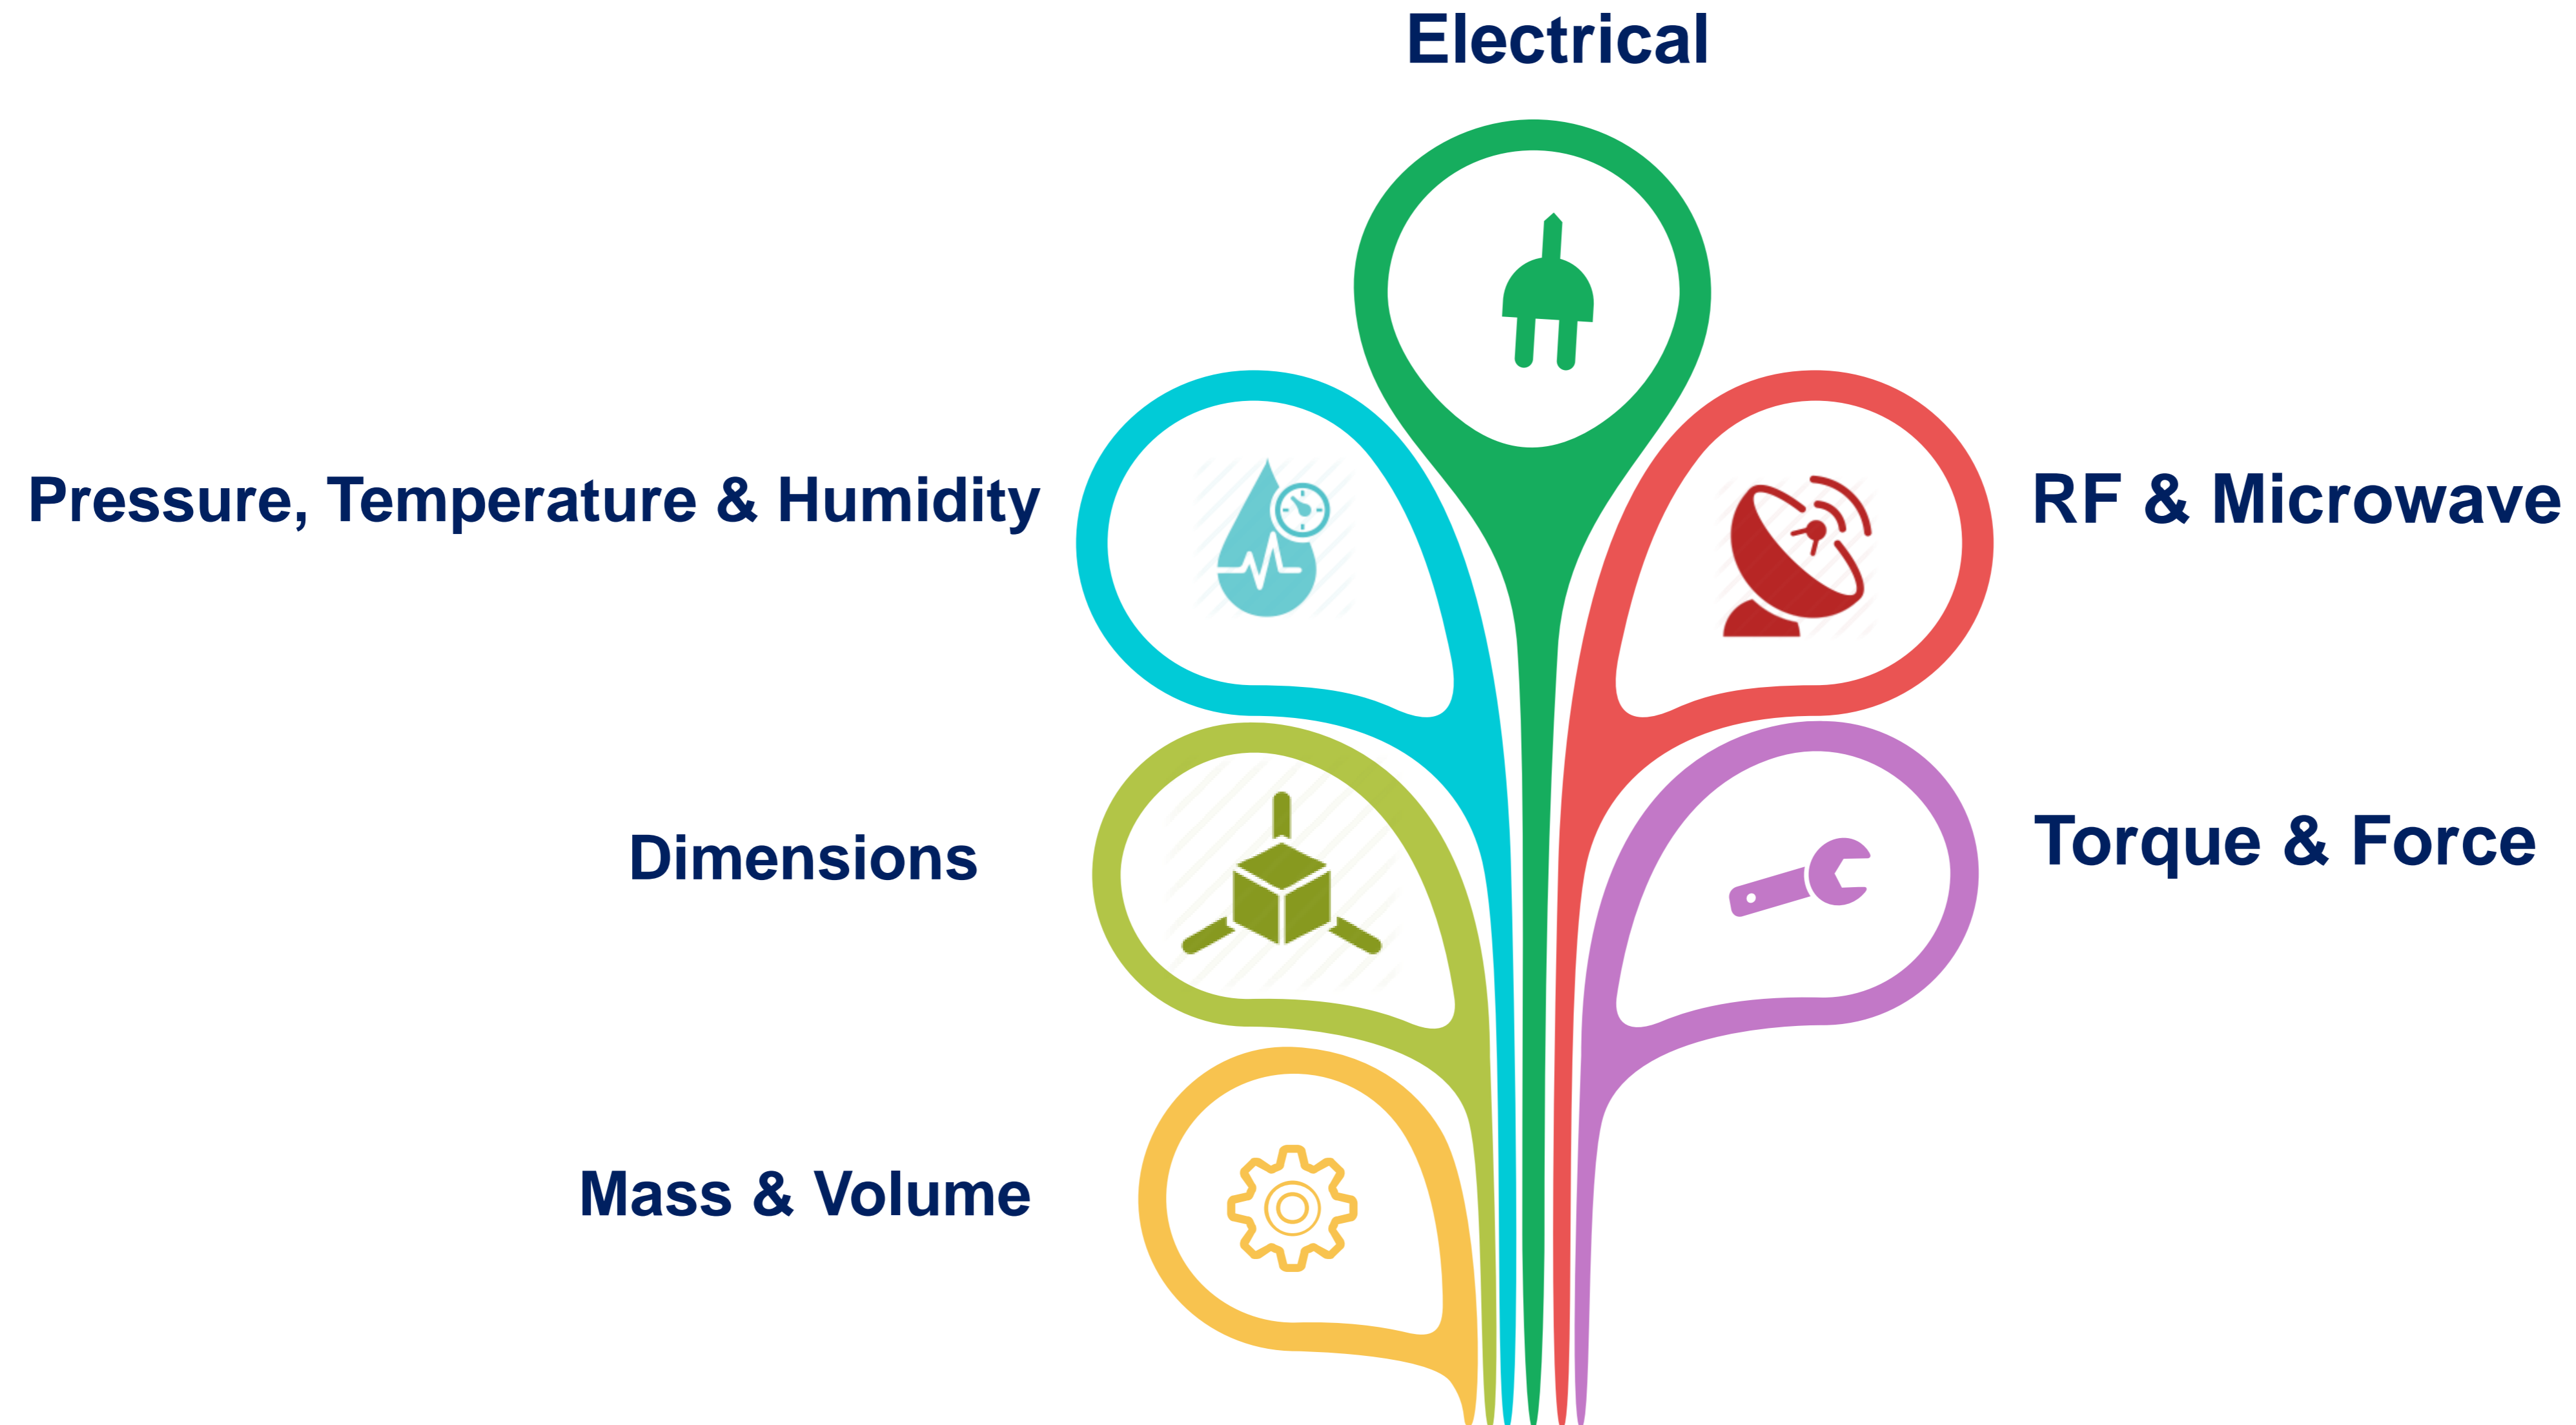 Electrical
Pressure, Temperature & Humidity
RF & Microwave
Dimensions
Torque & Force
Mass & Volume